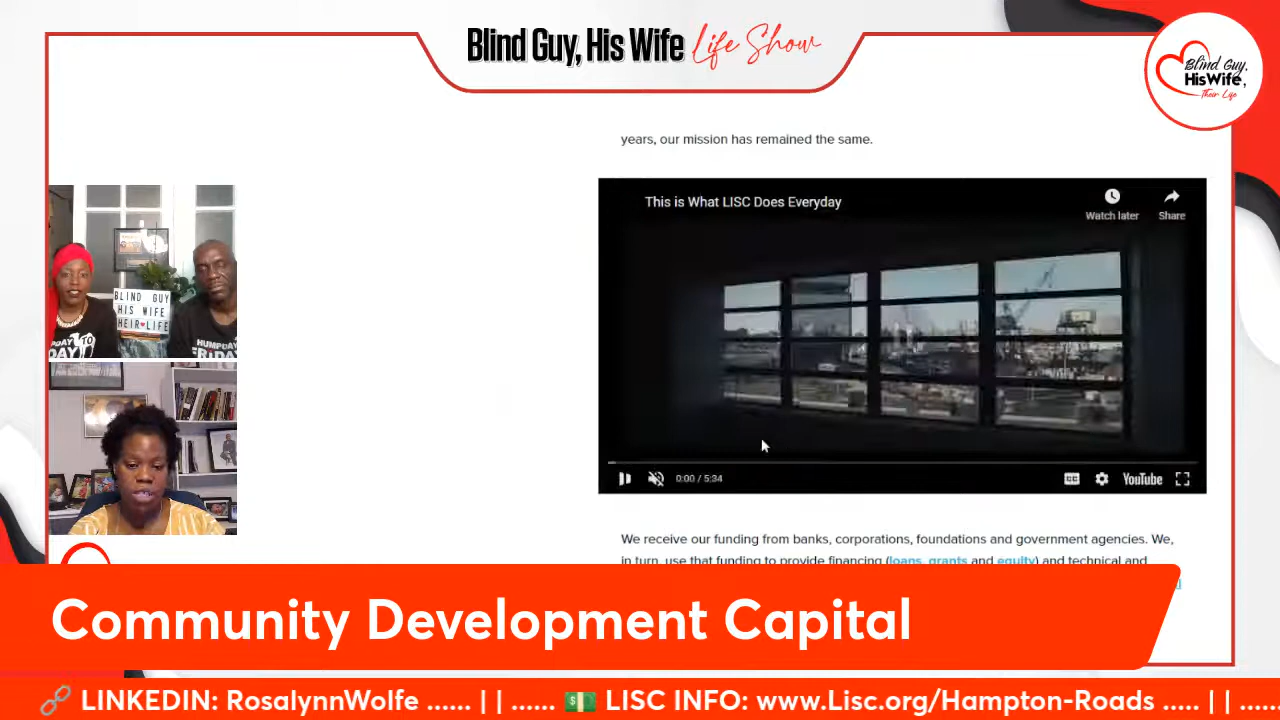 Blind Guy, His Wife Life Show
Blind Guy,
His Wife,
Their Life
years, our mission has remained the same.
This is What LISC Does Everyday
Watch later
Share
BLIND GUY
HIS WIFE
HEIR♥LIFE
HUMPDAY
FRIDAY
0:00 / 5:34
CC
YouTube
We receive our funding from banks, corporations, foundations and government agencies. We,
in turn, use that funding to provide financing (loans, grants and equity) and technical and
Community Development Capital
🔗 LINKEDIN: RosalynnWolfe ...... | | ...... 💵 LISC INFO: www.Lisc.org/Hampton-Roads ...... | | .....